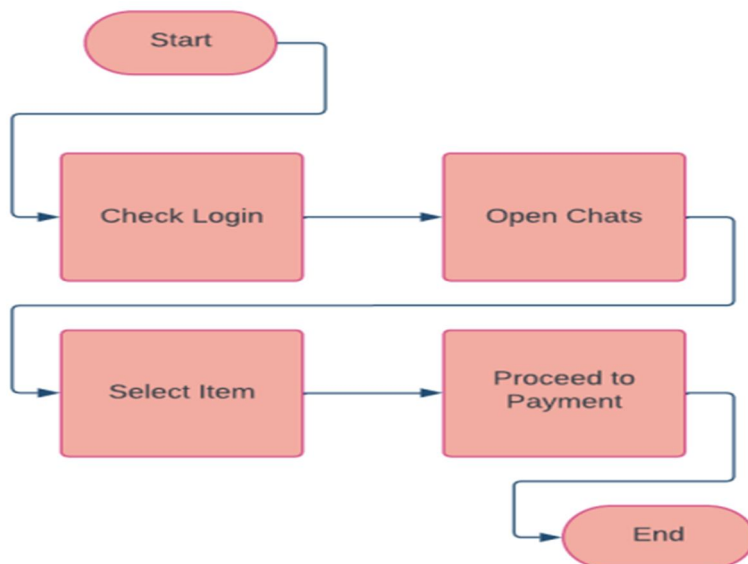 Start
Check Login
Open Chats
Select Item
Proceed to
Payment
End